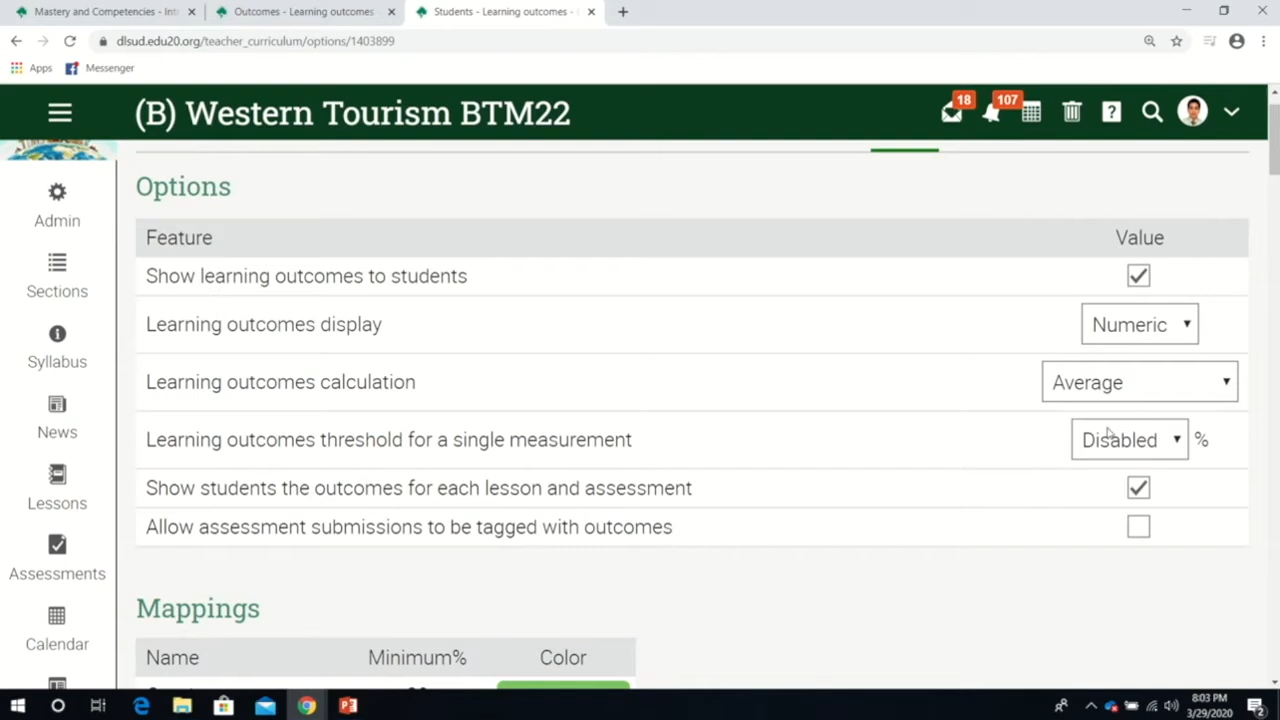 Mastery and Competencies - Int
Outcomes - Learning outcomes
Students - Learning outcomes -
dlsud.edu20.org/teacher_curriculum/options/1403899
Apps
Messenger
(B) Western Tourism BTM22
18
107
?
Options
Admin
Feature
Value
Show learning outcomes to students
Sections
Learning outcomes display
Numeric
Syllabus
Learning outcomes calculation
Average
News
Learning outcomes threshold for a single measurement
Disabled
%
Lessons
Show students the outcomes for each lesson and assessment
Allow assessment submissions to be tagged with outcomes
Assessments
Mappings
Calendar
Name
Minimum%
Color
8:03 PM
3/29/2020
2